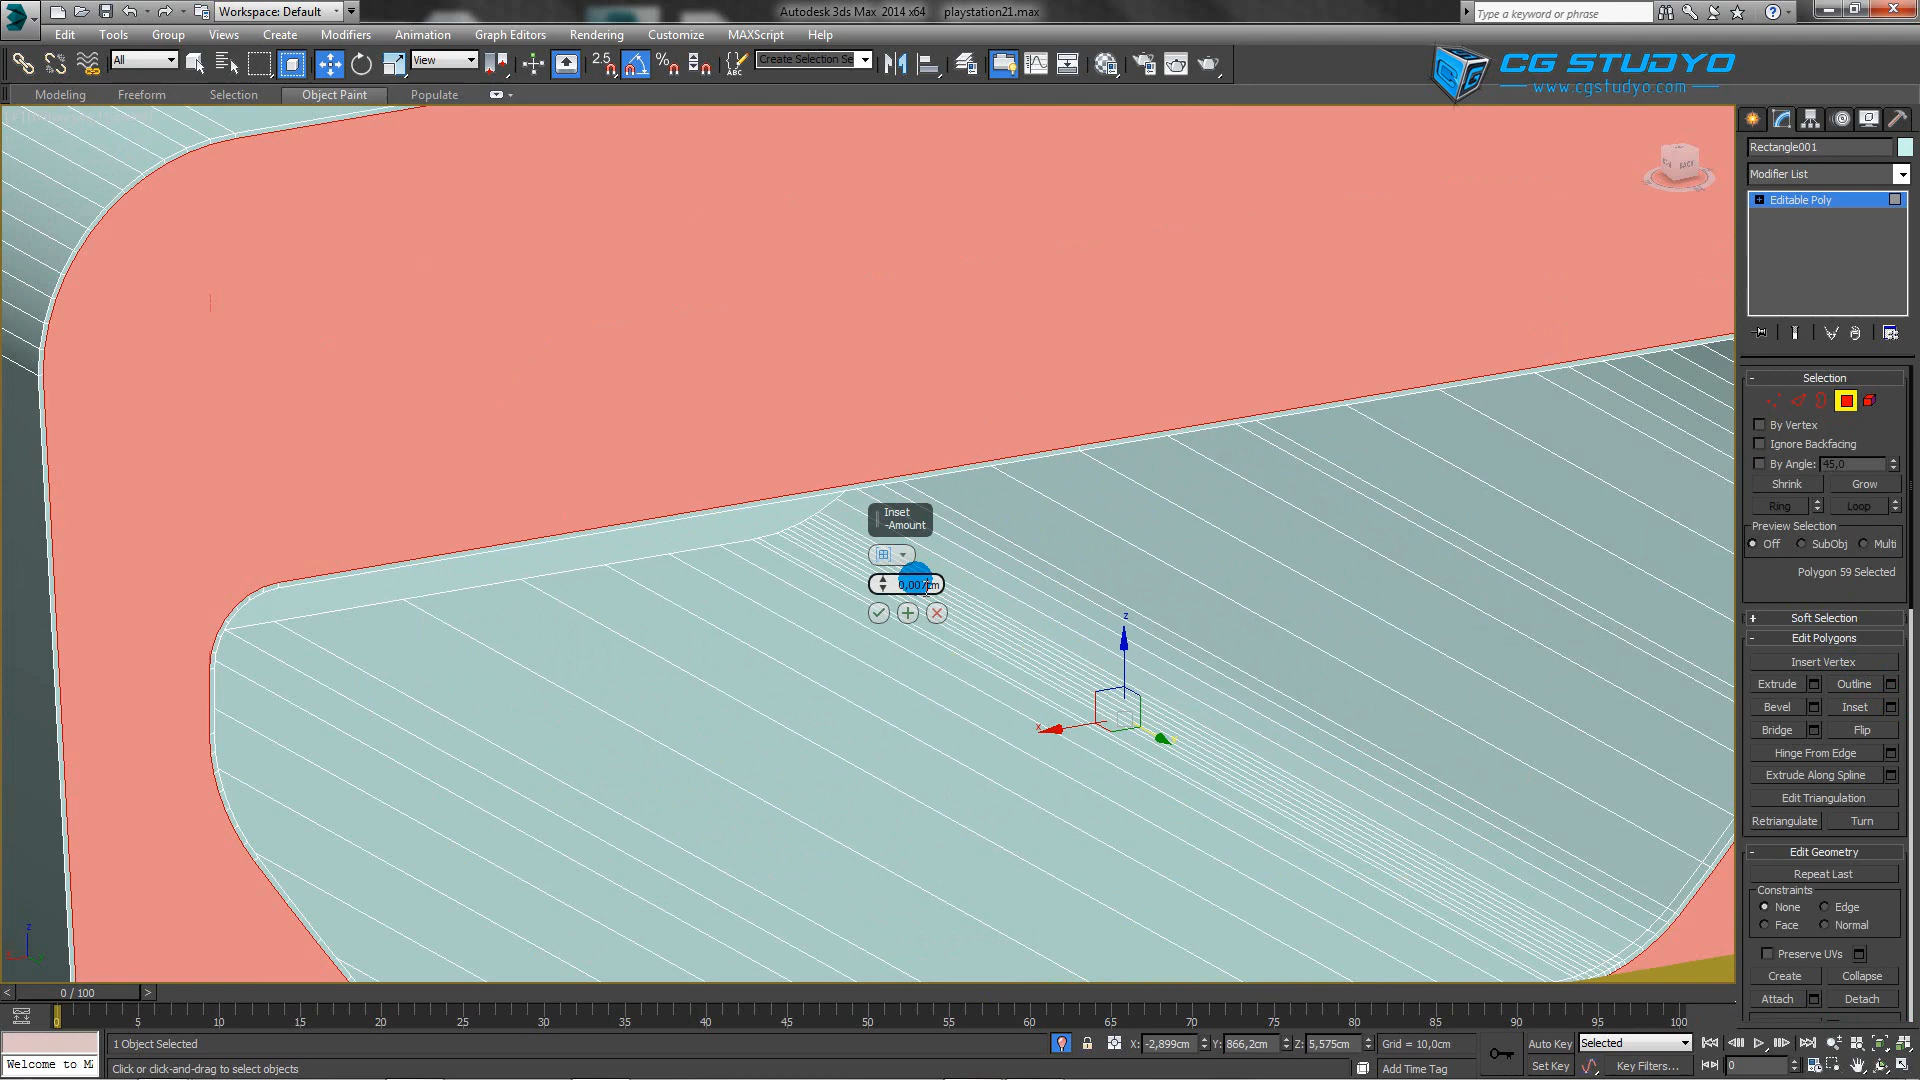 Workspace: Default
Autodesk 3ds Max 2014 x64 playstation21.max
Type a keyword or phrase
Edit Tools Group Views Create Modifiers Animation Graph Editors Rendering Customize MAXScript Help
All
View
2.5
Create Selection Se
CG STUDYO
www.cgstudyo.com
Modeling Freeform Selection Object Paint Populate
BACK
Rectangle001
Modifier List
Editable Poly
Selection
By Vertex
Ignore Backfacing
By Angle: 45,0
Shrink Grow
Ring Loop
Preview Selection
Off SubObj Multi
Polygon 59 Selected
Soft Selection
Edit Polygons
Insert Vertex
Extrude Outline
Bevel Inset
Bridge Flip
Hinge From Edge
Extrude Along Spline
Edit Triangulation
Retriangulate Turn
Edit Geometry
Repeat Last
Constraints
None Edge
Face Normal
Preserve UVs
Create Collapse
Attach Detach
Inset
-Amount
z
x
z
0 / 100
0 5 10 15 20 25 30 35 40 45 50 55 60 65 70 75 80 85 90 95 100
1 Object Selected
X: -2,899cm Y: 866,2cm Z: 5,575cm Grid = 10,0cm
Auto Key Selected
Welcome to M
Click or click-and-drag to select objects
Add Time Tag
Set Key Key Filters... 0